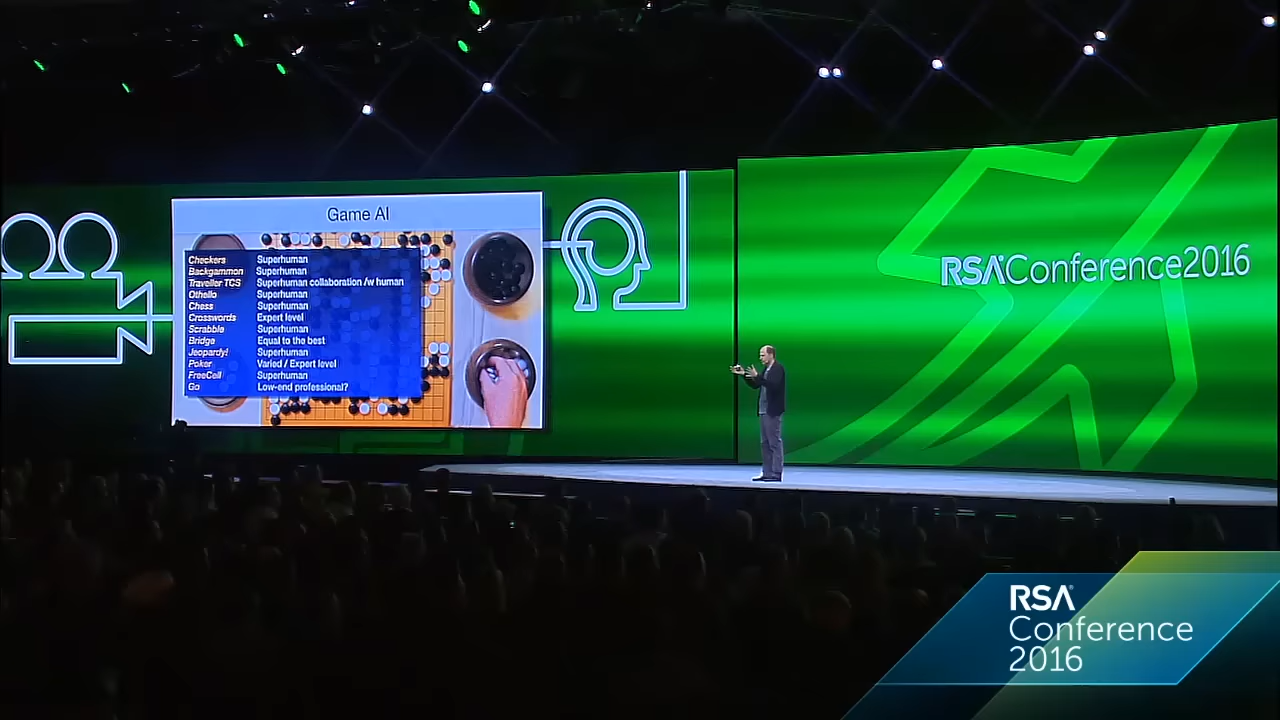 Game AI
Checkers Superhuman
Backgammon Superhuman
Traveller TCS Superhuman collaboration /w human
Othello Superhuman
Chess Superhuman
Crosswords Expert level
Scrabble Superhuman
Bridge Equal to the best
Jeopardy! Superhuman
Poker Varied / Expert level
FreeCell Superhuman
Go Low-end professional?
RSA Conference2016
RSA
Conference
2016